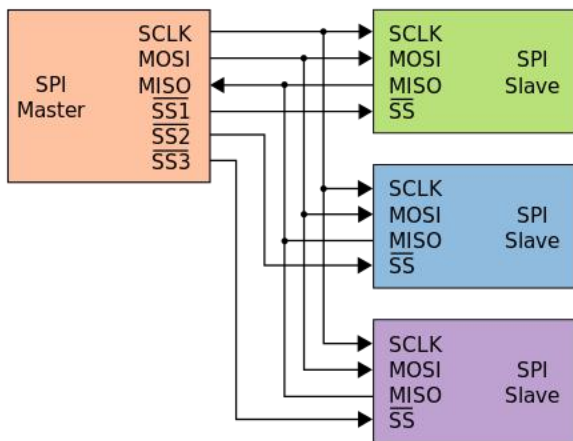 SPI
Master
SCLK
MOSI
MISO
SS1
SS2
SS3
SCLK
MOSI
MISO
SS
SPI
Slave
SCLK
MOSI
MISO
SS
SPI
Slave
SCLK
MOSI
MISO
SS
SPI
Slave